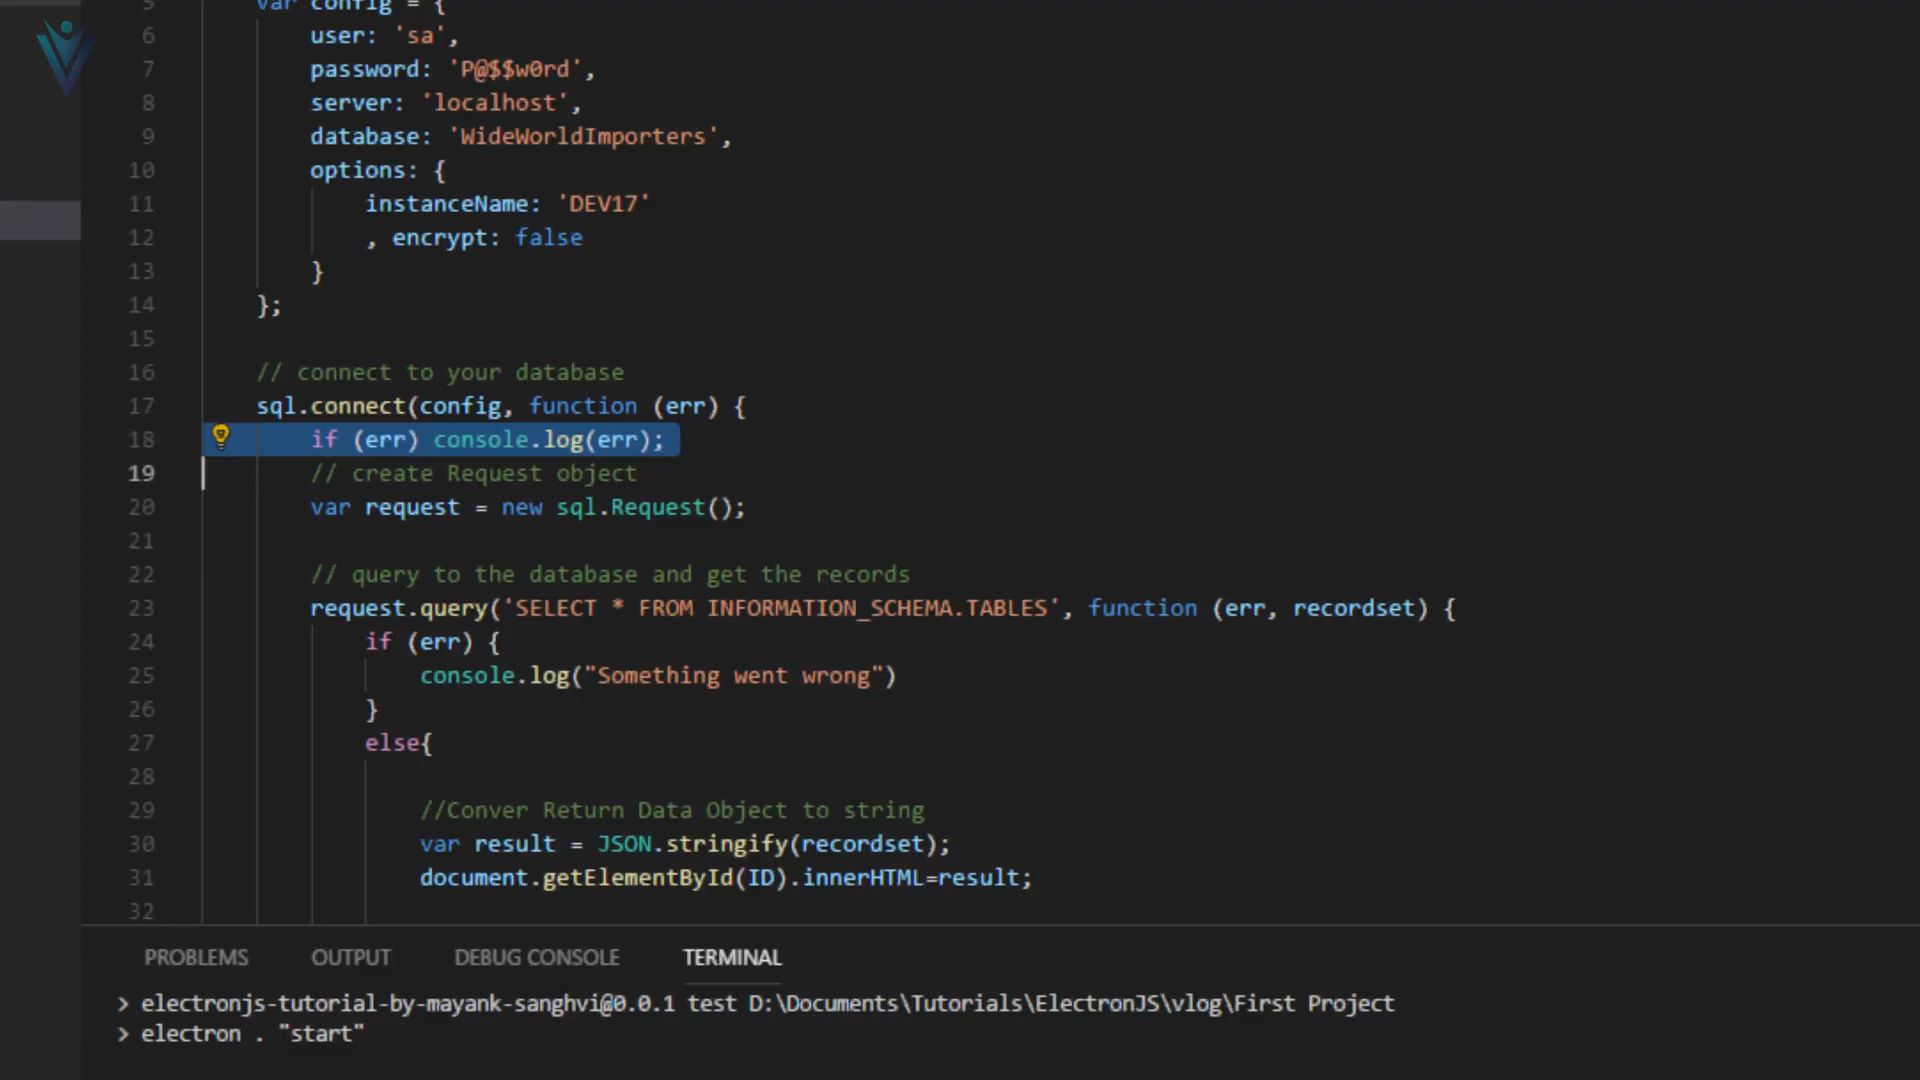 5 var config = {
6 user: 'sa',
7 password: 'P@$$w0rd',
8 server: 'localhost',
9 database: 'WideWorldImporters',
10 options: {
11 instanceName: 'DEV17'
12 , encrypt: false
13 }
14 };
15
16 // connect to your database
17 sql.connect(config, function (err) {
18 if (err) console.log(err);
19 // create Request object
20 var request = new sql.Request();
21
22 // query to the database and get the records
23 request.query('SELECT * FROM INFORMATION_SCHEMA.TABLES', function (err, recordset) {
24 if (err) {
25 console.log("Something went wrong")
26 }
27 else{
28
29 //Conver Return Data Object to string
30 var result = JSON.stringify(recordset);
31 document.getElementById(ID).innerHTML=result;
32
PROBLEMS OUTPUT DEBUG CONSOLE TERMINAL
> electronjs-tutorial-by-mayank-sanghvi@0.0.1 test D:\Documents\Tutorials\ElectronJS\vlog\First Project
> electron . "start"